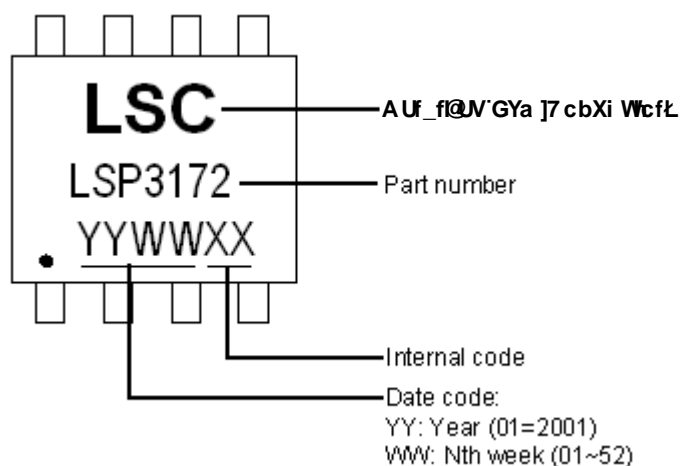 LSC
LSP3172
Part number
YYWWXX
Internal code
Date code:
YY: Year (01=2001)
WW: Nth week (01~52)